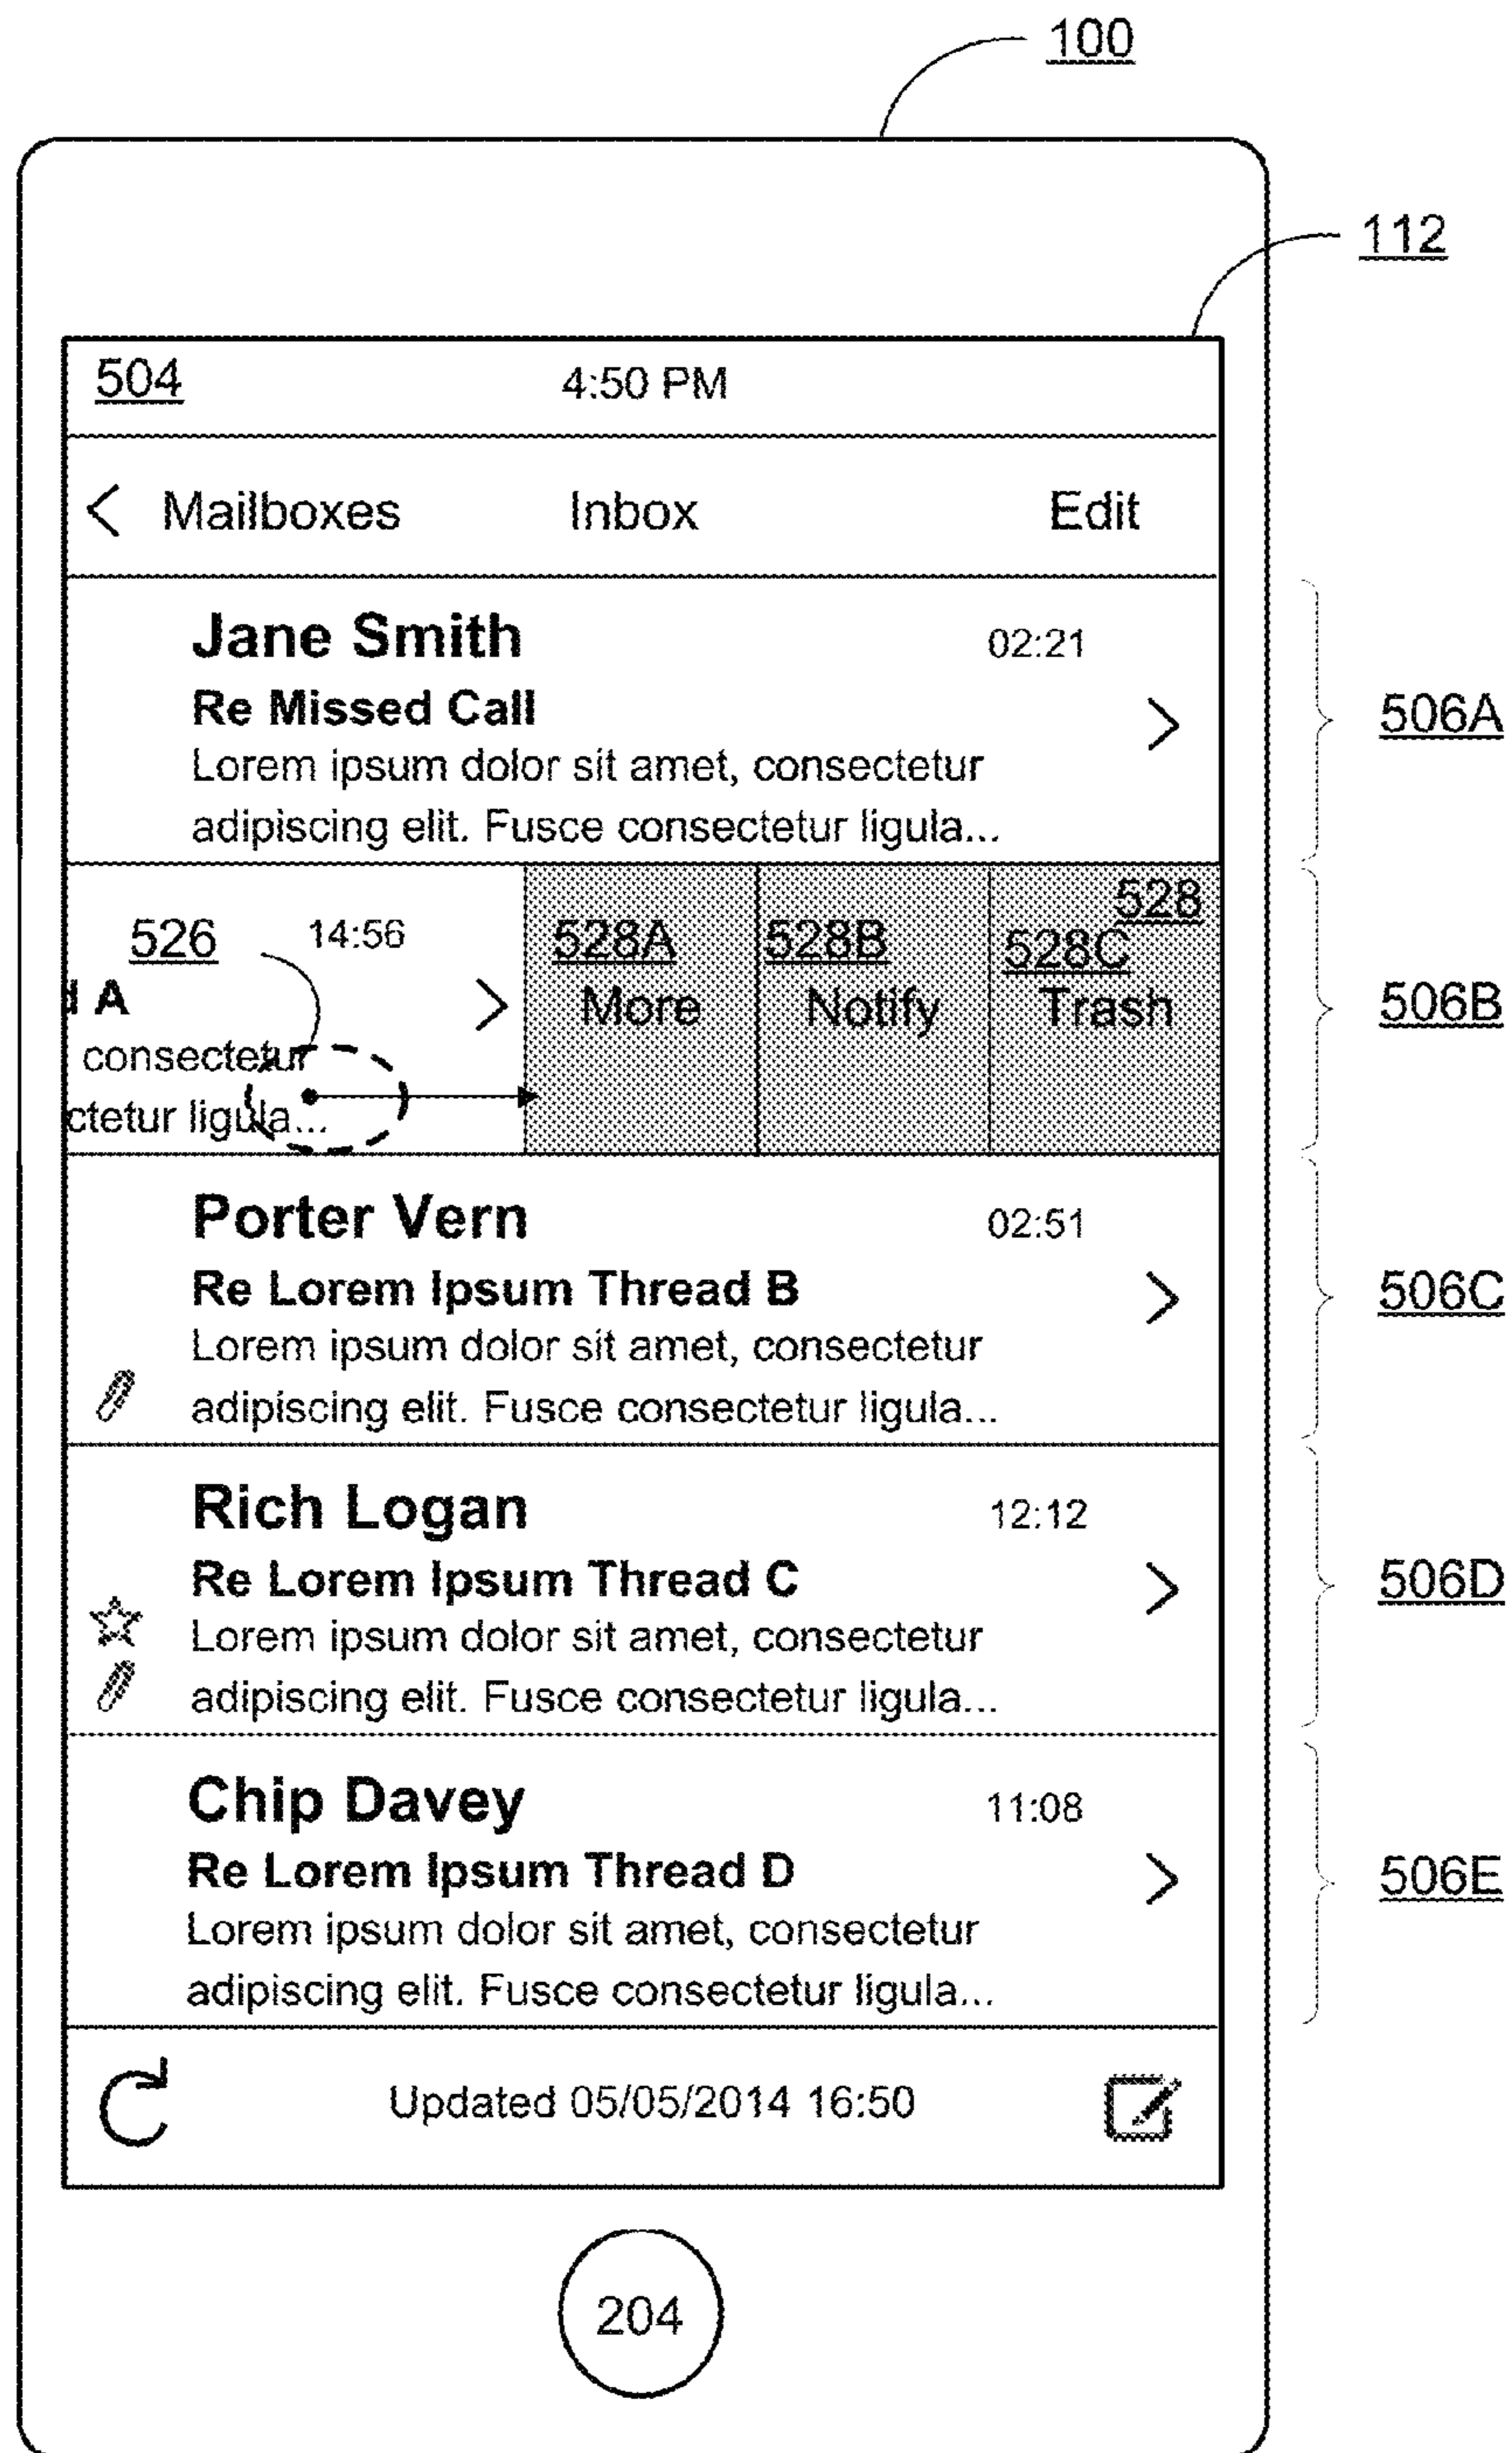 100
112
504 4:50 PM
< Mailboxes Inbox Edit
Jane Smith 02:21
Re Missed Call
506A
Lorem ipsum dolor sit amet, consectetur
adipiscing elit. Fusce consectetur ligula...
528
526 14:56 528A 528B 528C
d A More Notify Trash
506B
consectetur
ctetur ligula...
Porter Vern 02:51
Re Lorem Ipsum Thread B
506C
Lorem ipsum dolor sit amet, consectetur
adipiscing elit. Fusce consectetur ligula...
Rich Logan 12:12
Re Lorem Ipsum Thread C
506D
Lorem ipsum dolor sit amet, consectetur
adipiscing elit. Fusce consectetur ligula...
Chip Davey 11:08
Re Lorem Ipsum Thread D
506E
Lorem ipsum dolor sit amet, consectetur
adipiscing elit. Fusce consectetur ligula...
Updated 05/05/2014 16:50
204